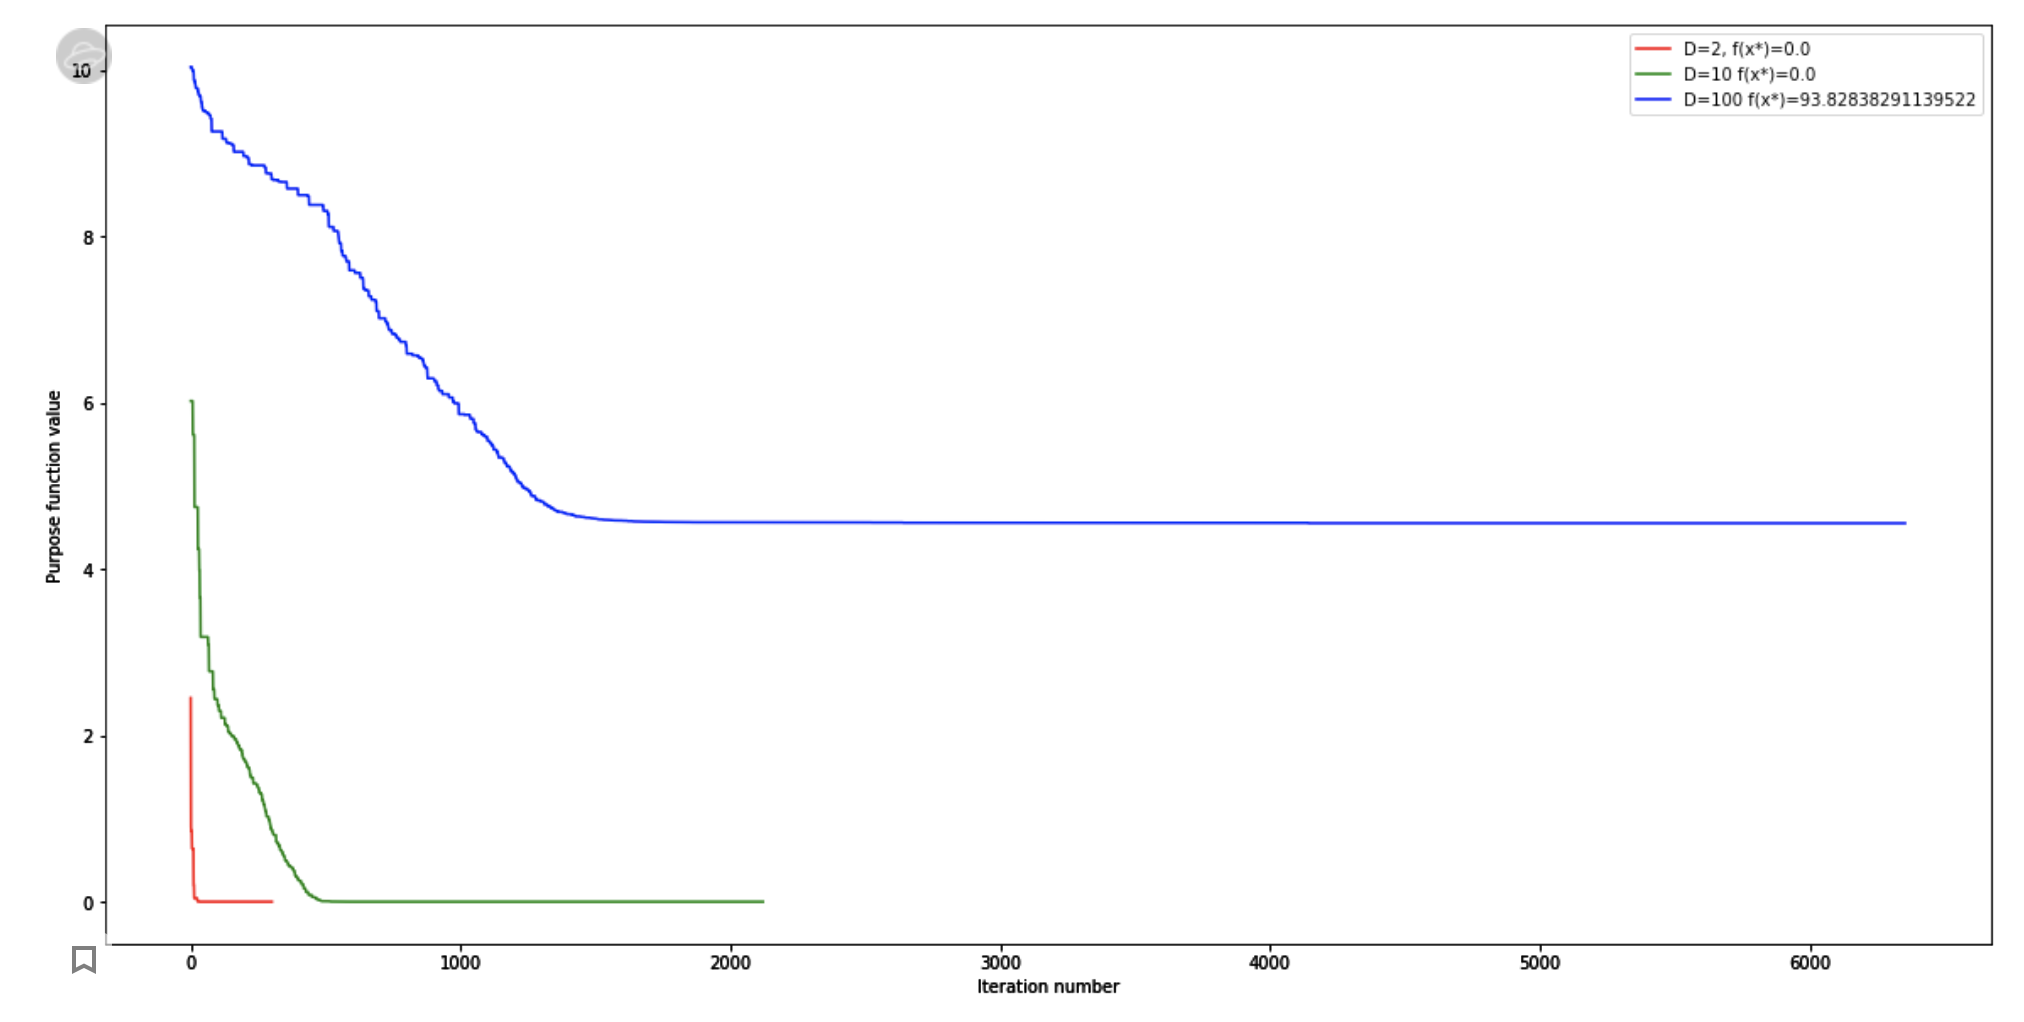 D=2, f(x*)=0.0
D=10 f(x*)=0.0
D=100 f(x*)=93.82838291139522
10
8
6
4
2
0
Purpose function value
0 1000 2000 3000 4000 5000 6000
Iteration number